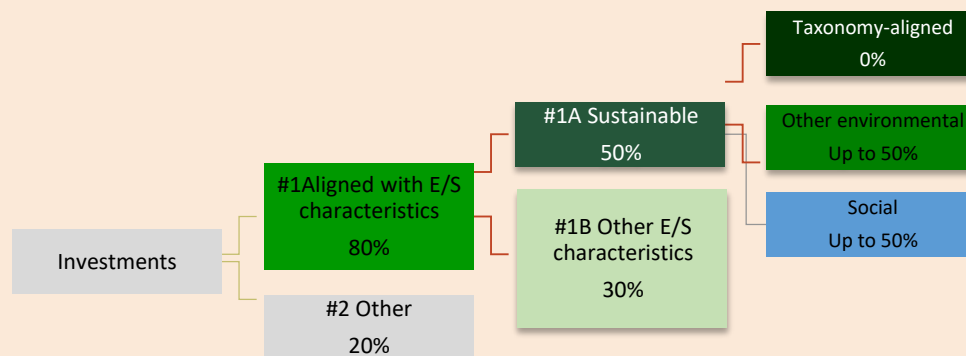 Taxonomy-aligned
0%
#1A Sustainable
50%
Other environmental
Up to 50%
#1Aligned with E/S
characteristics
80%
#1B Other E/S
characteristics
30%
Social
Up to 50%
Investments
#2 Other
20%